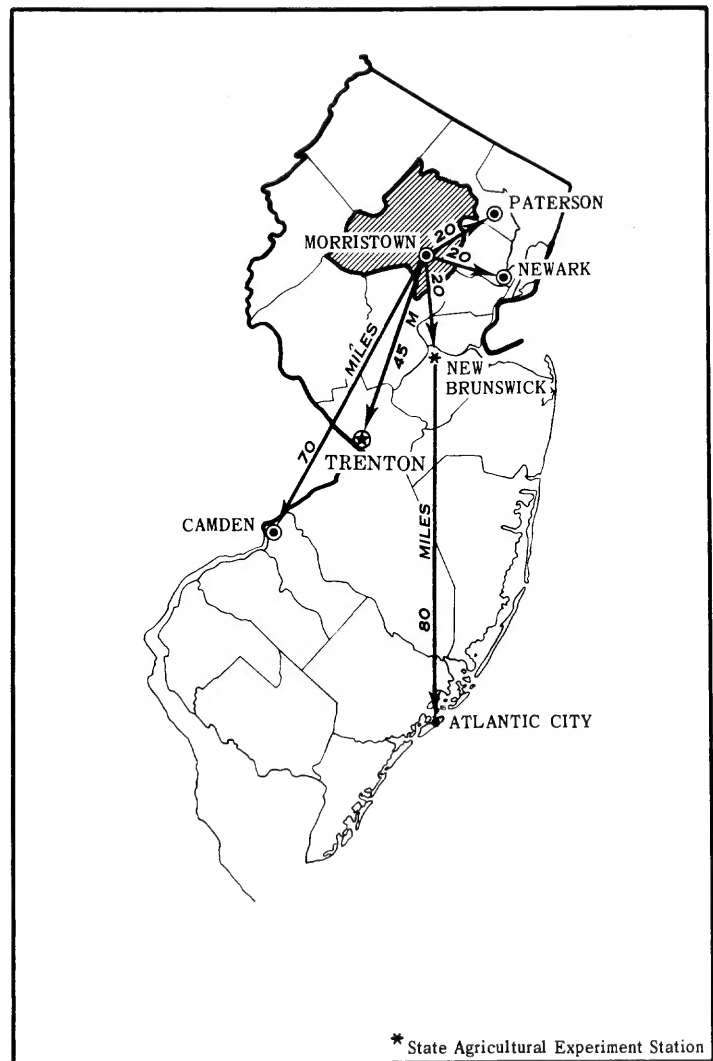 PATERSON
MORRISTOWN
20
20
NEWARK
20
MILES
45 M
NEW
BRUNSWICK
70
TRENTON
CAMDEN
MILES
80
ATLANTIC CITY
* State Agricultural Experiment Station